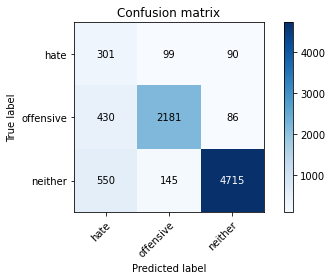 Confusion matrix
hate 301 99 90
offensive 430 2181 86
neither 550 145 4715
hate offensive neither
True label
Predicted label
4000
3000
2000
1000